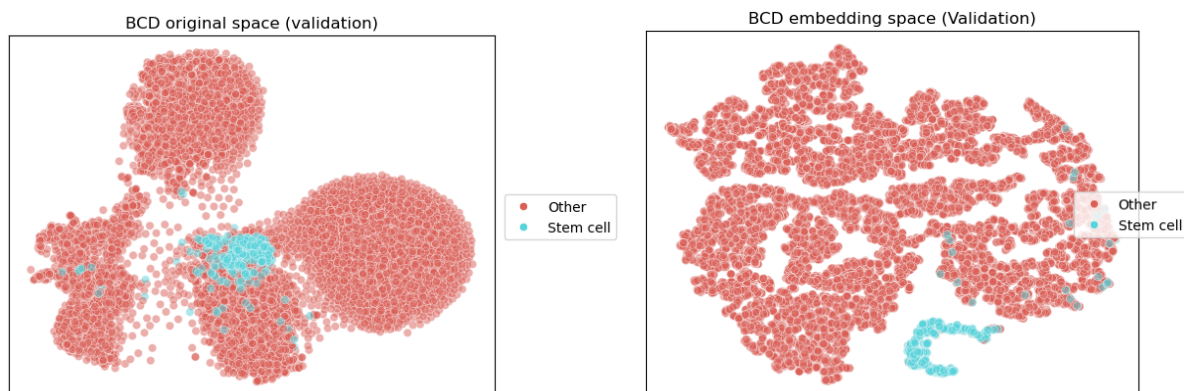 BCD original space (validation)
Other
Stem cell
BCD embedding space (Validation)
Other
Stem cell